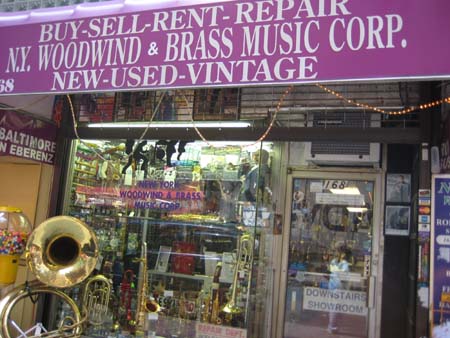 BUY-SELL-RENT-REPAIR
N.Y. WOODWIND & BRASS MUSIC CORP.
68
NEW-USED-VINTAGE
BALTIMORE
N EBERENZ
NEW YORK
WOODWIND & BRASS
MUSIC CORP.
168
DOWNSTAIRS
SHOWROOM
REPAIR DEPT